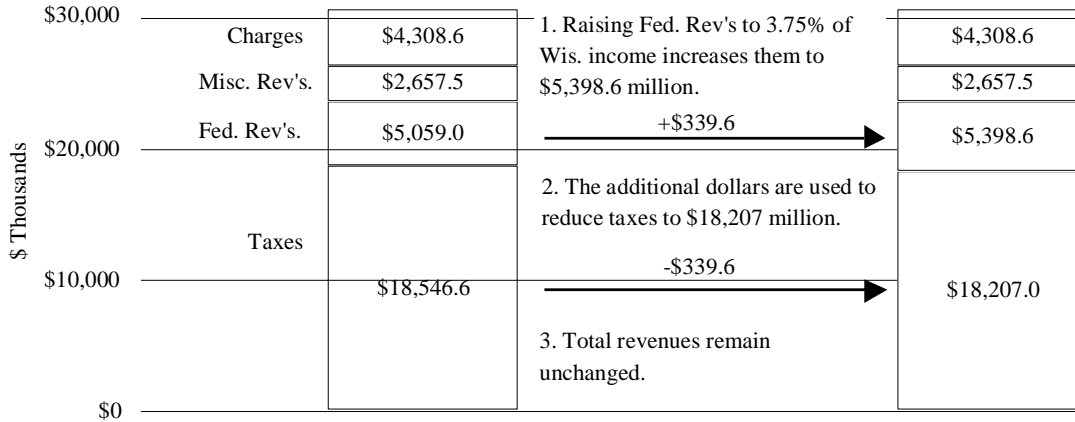 $30,000
Charges
$4,308.6
1. Raising Fed. Rev's to 3.75% of
Wis. income increases them to
$5,398.6 million.
$4,308.6
Misc. Rev's.
$2,657.5
$2,657.5
Fed. Rev's.
$5,059.0
+$339.6
$5,398.6
$20,000
$ Thousands
2. The additional dollars are used to
reduce taxes to $18,207 million.
Taxes
$10,000
$18,546.6
-$339.6
$18,207.0
3. Total revenues remain
unchanged.
$0